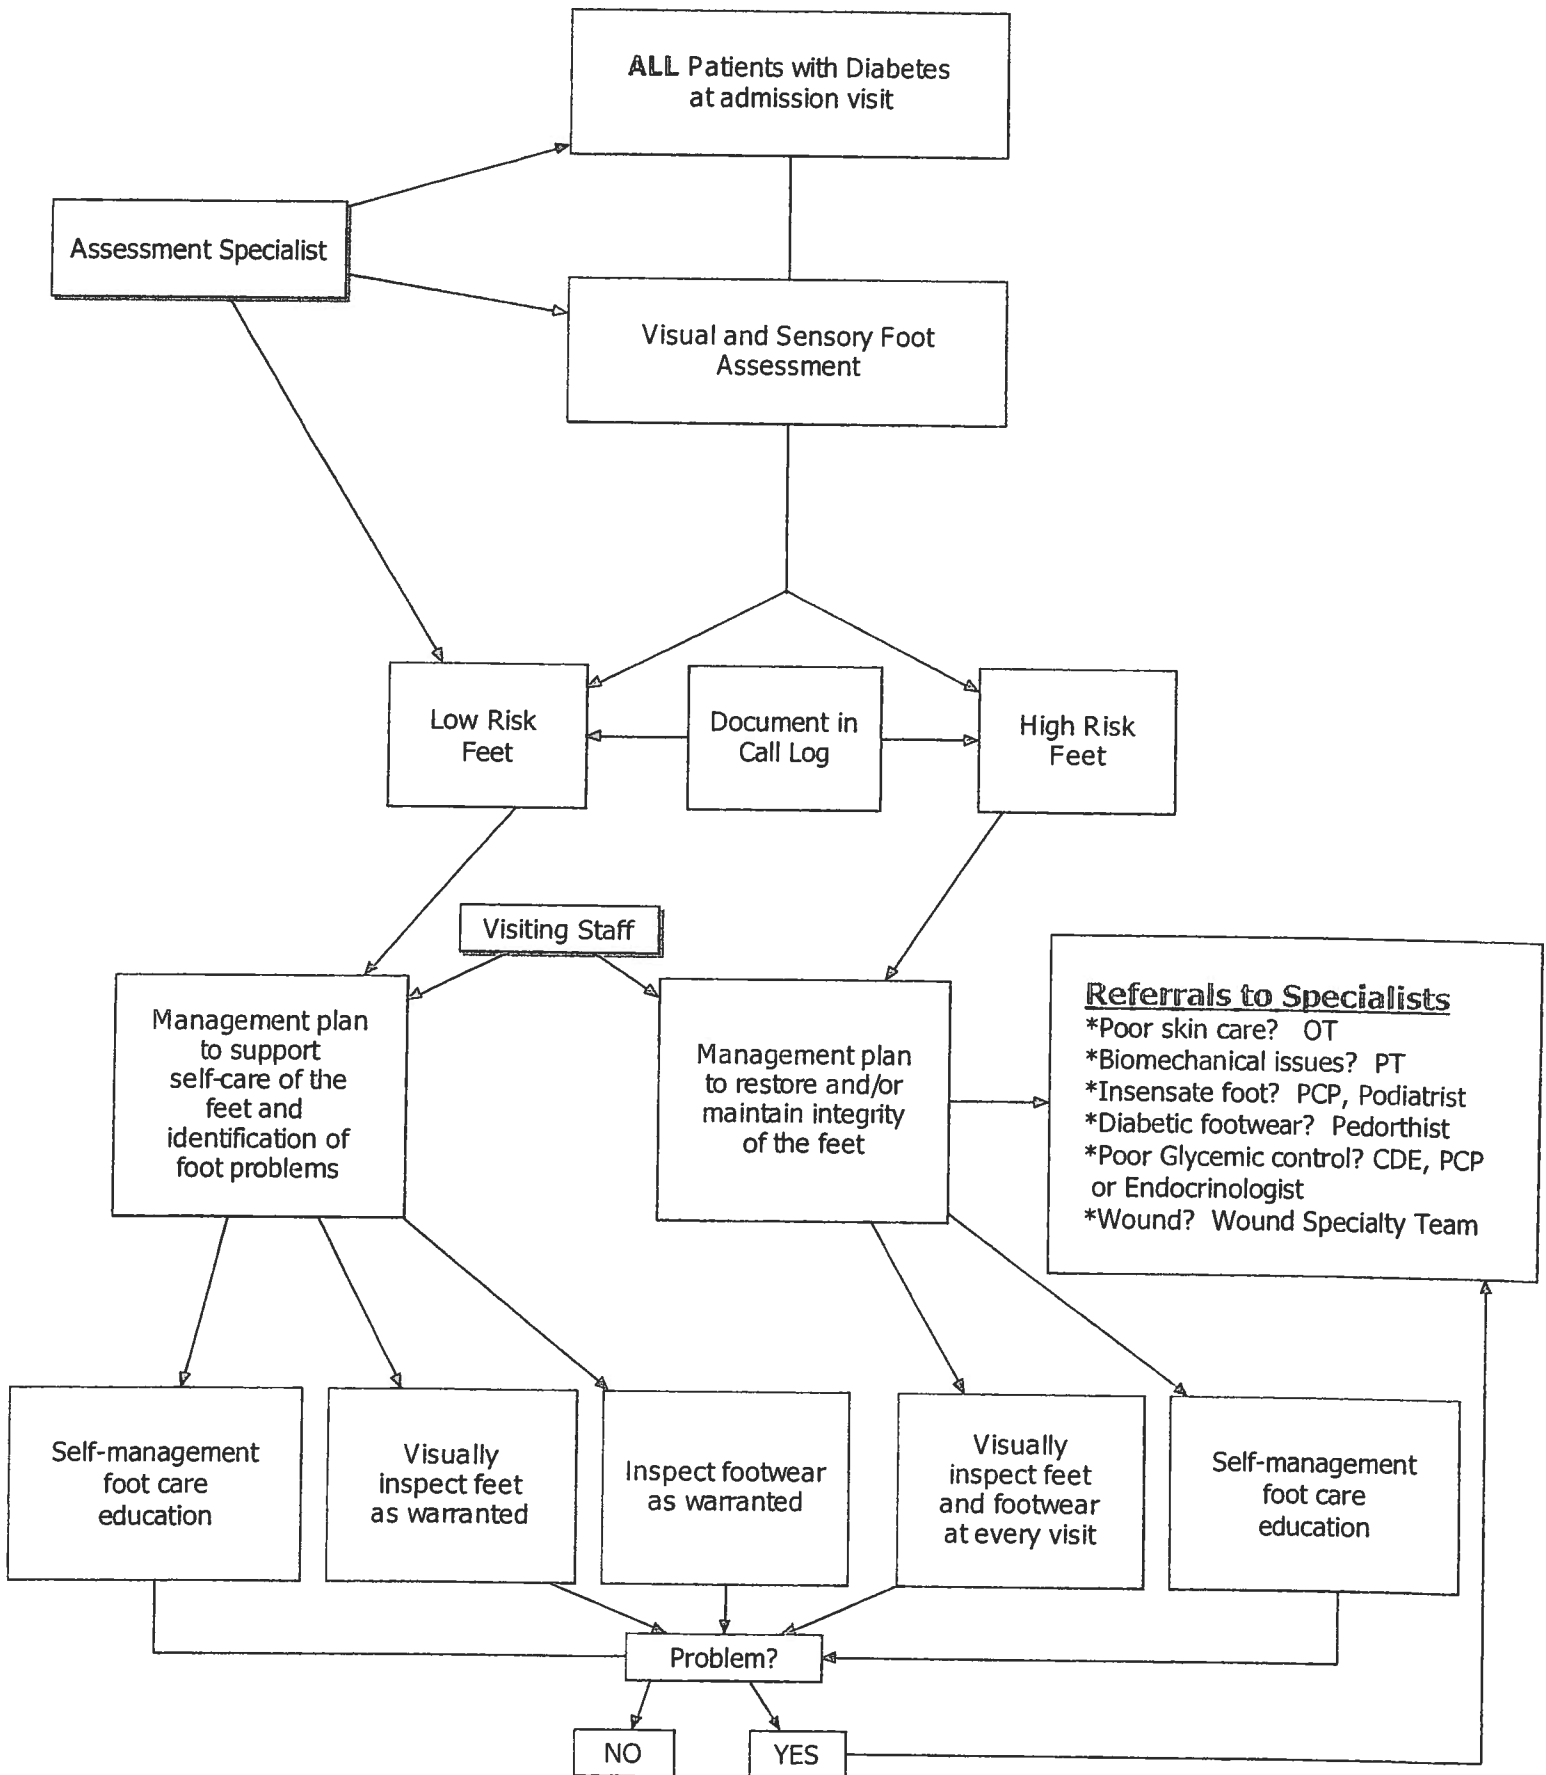 ALL Patients with Diabetes
at admission visit
Assessment Specialist
Visual and Sensory Foot
Assessment
Low Risk
Feet
Document in
Call Log
High Risk
Feet
Visiting Staff
Management plan
to support
self-care of the
feet and
identification of
foot problems
Management plan
to restore and/or
maintain integrity
of the feet
Referrals to Specialists
*Poor skin care? OT
*Biomechanical issues? PT
*Insensate foot? PCP, Podiatrist
*Diabetic footwear? Pedorthist
*Poor Glycemic control? CDE, PCP
or Endocrinologist
*Wound? Wound Specialty Team
Self-management
foot care
education
Visually
inspect feet
as warranted
Inspect footwear
as warranted
Visually
inspect feet
and footwear
at every visit
Self-management
foot care
education
Problem?
NO
YES